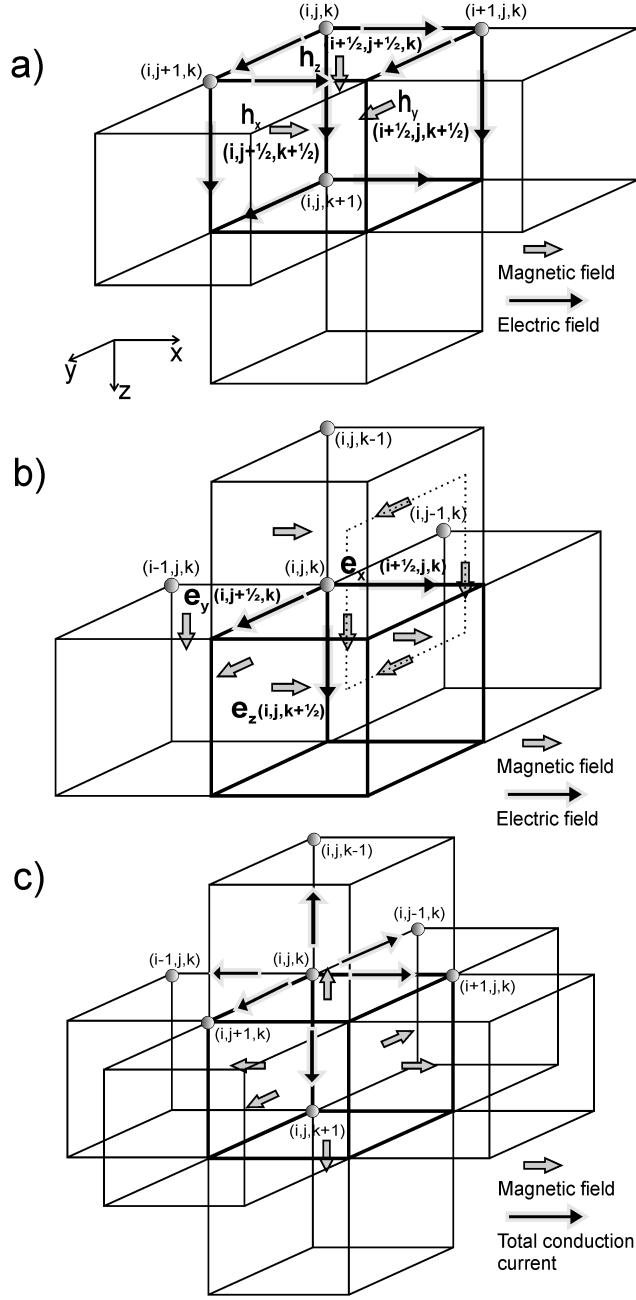 a)
(i,j,k)
(i+1,j,k)
(i+½,j+½,k)
(i,j+1,k)
h_z
h_x
(i,j+½,k+½)
h_y
(i+½,j,k+½)
(i,j,k+1)
Magnetic field
Electric field
x
y
z
b)
(i,j,k-1)
(i,j-1,k)
(i-1,j,k)
(i,j,k)
e_x
(i+½,j,k)
e_y (i,j+½,k)
e_z (i,j,k+½)
Magnetic field
Electric field
c)
(i,j,k-1)
(i,j-1,k)
(i-1,j,k)
(i,j,k)
(i+1,j,k)
(i,j+1,k)
(i,j,k+1)
Magnetic field
Total conduction
current